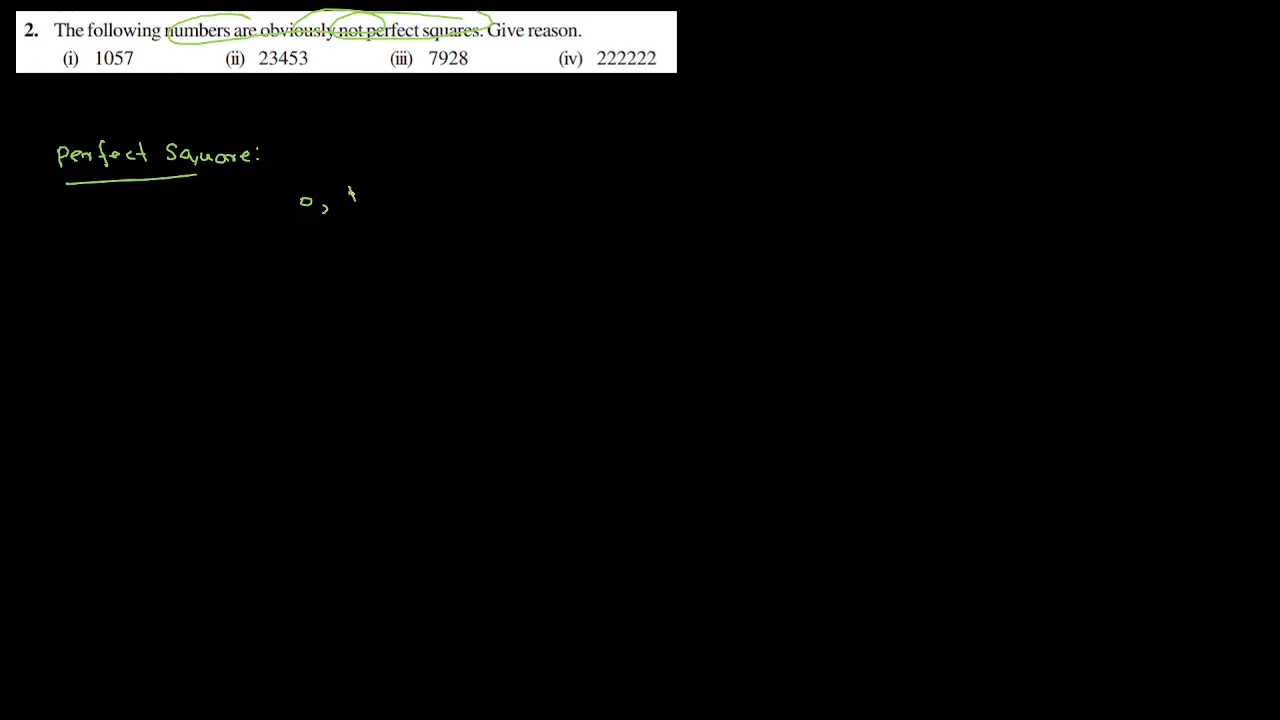 2. The following numbers are obviously not perfect squares. Give reason.
(i) 1057 (ii) 23453 (iii) 7928 (iv) 222222
Perfect Square:
0,